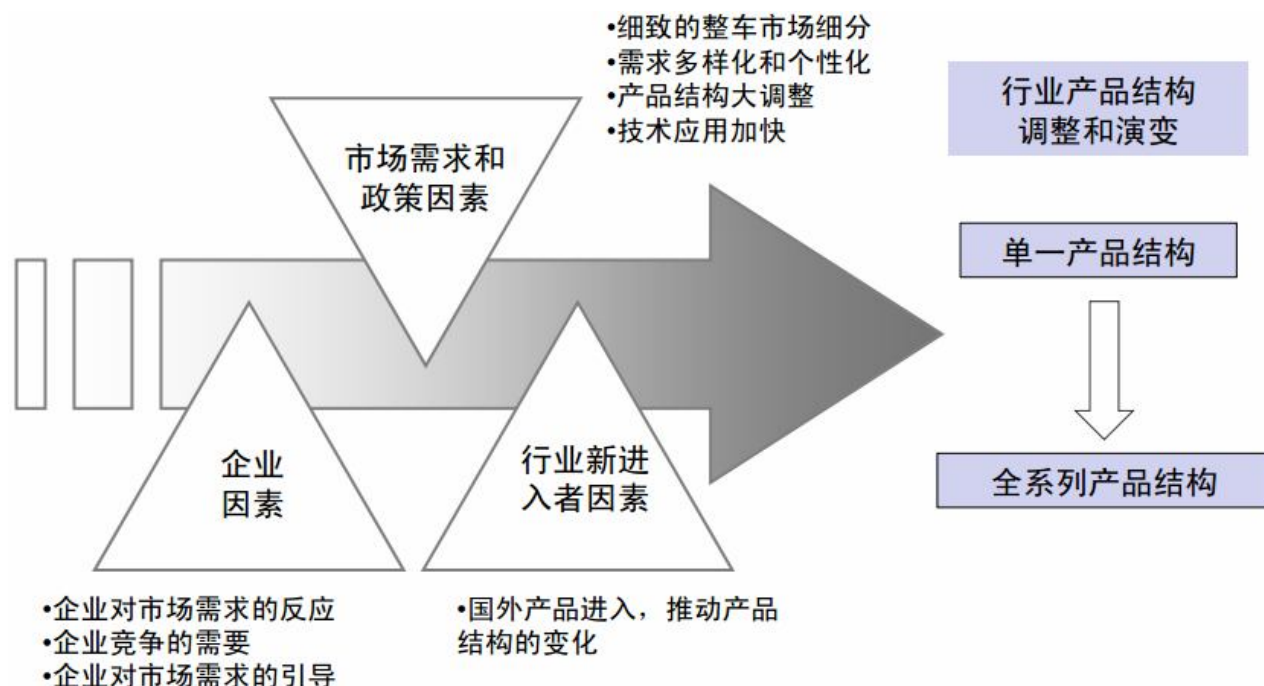 •细致的整车市场细分
•需求多样化和个性化
•产品结构大调整
•技术应用加快
市场需求和
政策因素
企业
因素
行业新进
入者因素
•企业对市场需求的反应
•企业竞争的需要
•企业对市场需求的引导
•国外产品进入，推动产品
结构的变化
行业产品结构
调整和演变
单一产品结构
全系列产品结构